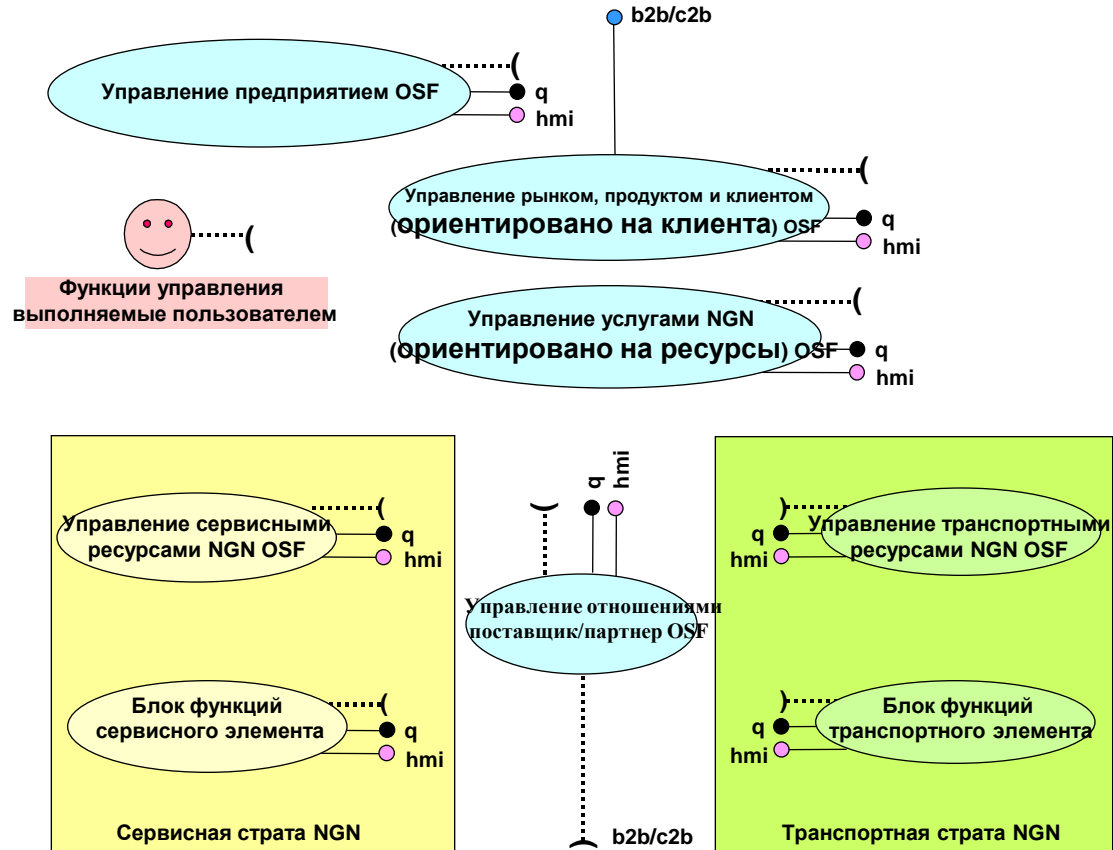 b2b/c2b
Управление предприятием OSF
q
hmi
Управление рынком, продуктом и клиентом
(ориентировано на клиента) OSF
q
hmi
Функции управления
выполняемые пользователем
Управление услугами NGN
(ориентировано на ресурсы) OSF
q
hmi
Управление сервисными
ресурсами NGN OSF
q
hmi
q
hmi
Управление транспортными
ресурсами NGN OSF
q
hmi
Управление отношениями
поставщик/партнер OSF
Блок функций
сервисного элемента
q
hmi
Блок функций
транспортного элемента
q
hmi
Сервисная страта NGN
b2b/c2b
Транспортная страта NGN